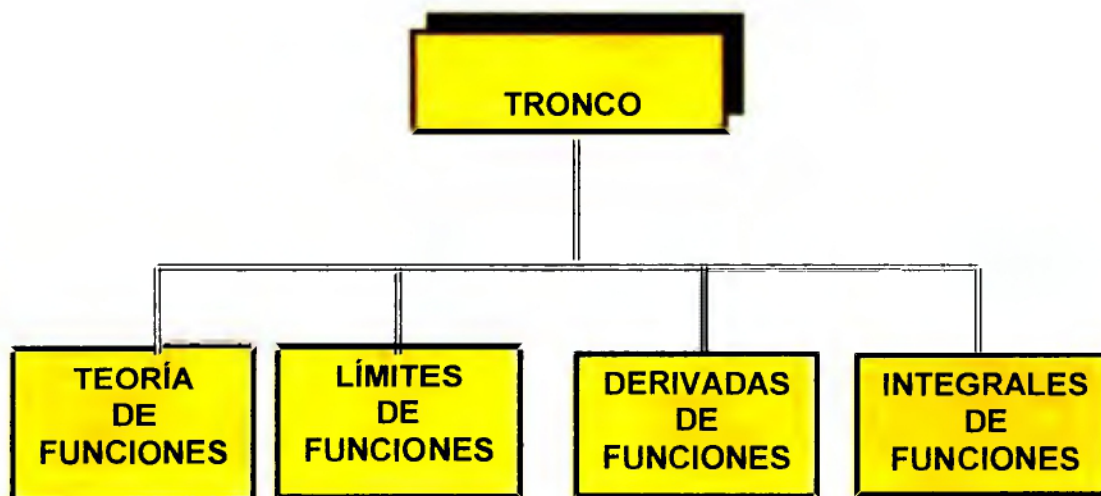 TRONCO
TEORÍA
DE
FUNCIONES
LÍMITES
DE
FUNCIONES
DERIVADAS
DE
FUNCIONES
INTEGRALES
DE
FUNCIONES